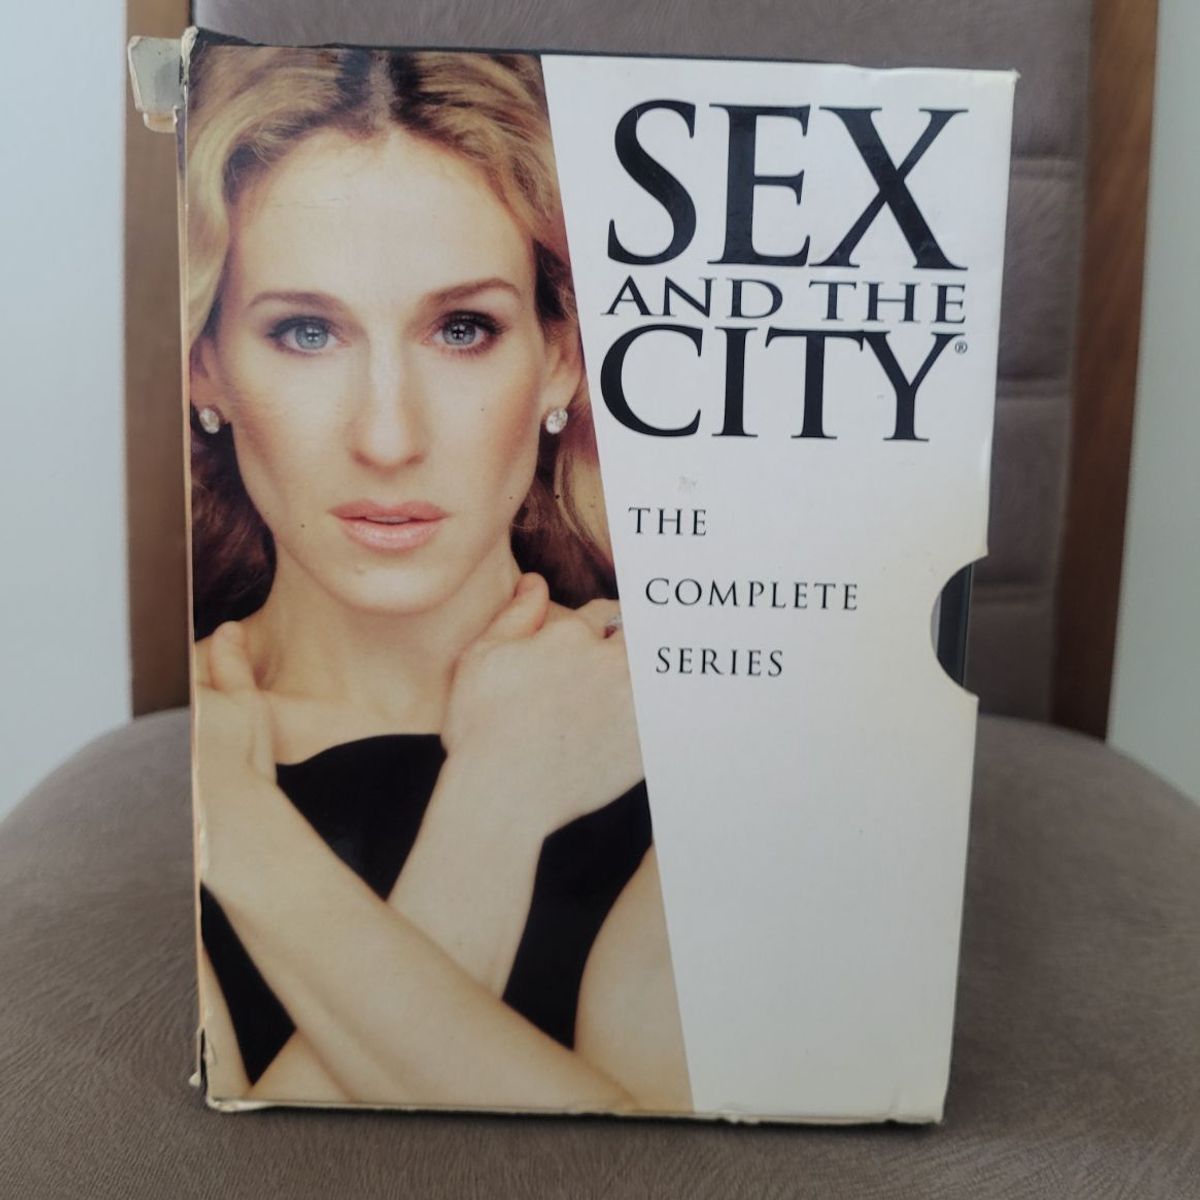 SEX
AND THE
CITY®
THE
COMPLETE
SERIES